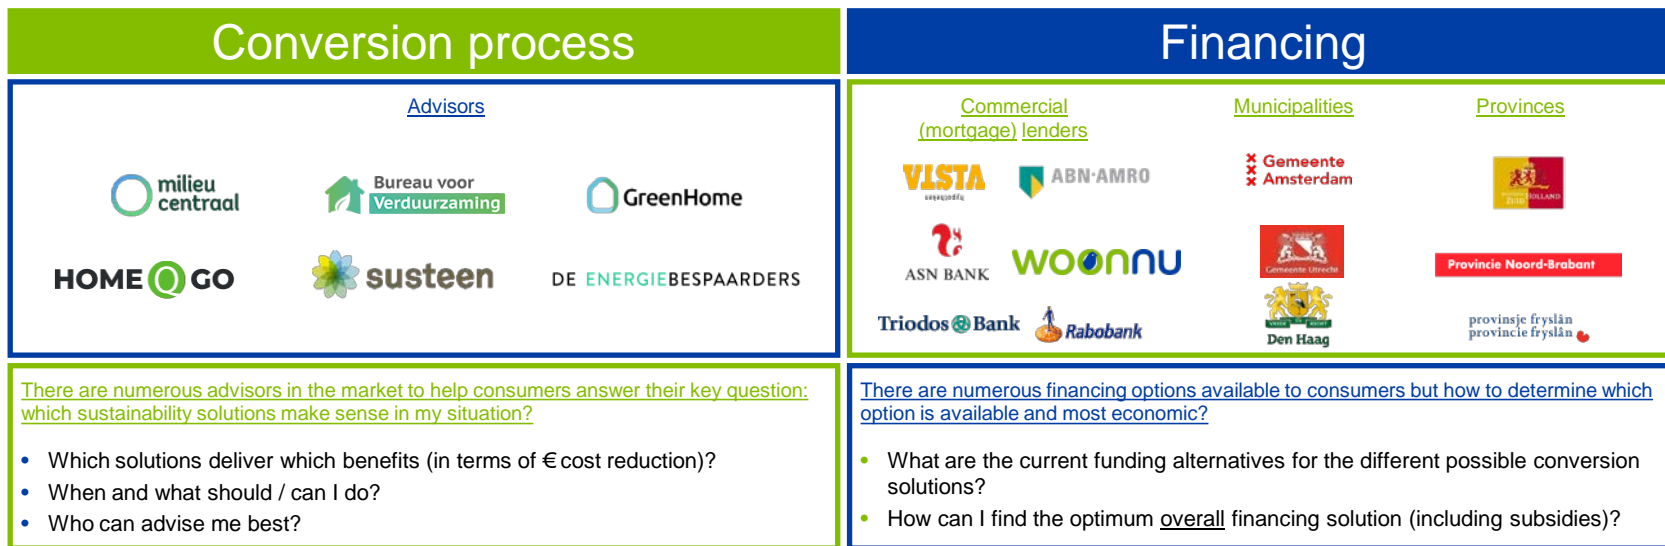 Conversion process
Advisors
milieu
centraal
Bureau voor
Verduurzaming
GreenHome
HOME Q GO
susteen
DE ENERGIEBESPAARDERS
There are numerous advisors in the market to help consumers answer their key question:
which sustainability solutions make sense in my situation?
• Which solutions deliver which benefits (in terms of € cost reduction)?
• When and what should / can I do?
• Who can advise me best?
Financing
Commercial
(mortgage) lenders
Municipalities
Provinces
VISTA
hypotheken
ABN·AMRO
ASN BANK
woonnu
Triodos Bank
Rabobank
Gemeente
Amsterdam
Gemeente Utrecht
Den Haag
HOLLAND
ZUID
Provincie Noord-Brabant
provinsje fryslân
provincie fryslân
There are numerous financing options available to consumers but how to determine which
option is available and most economic?
• What are the current funding alternatives for the different possible conversion
solutions?
• How can I find the optimum overall financing solution (including subsidies)?